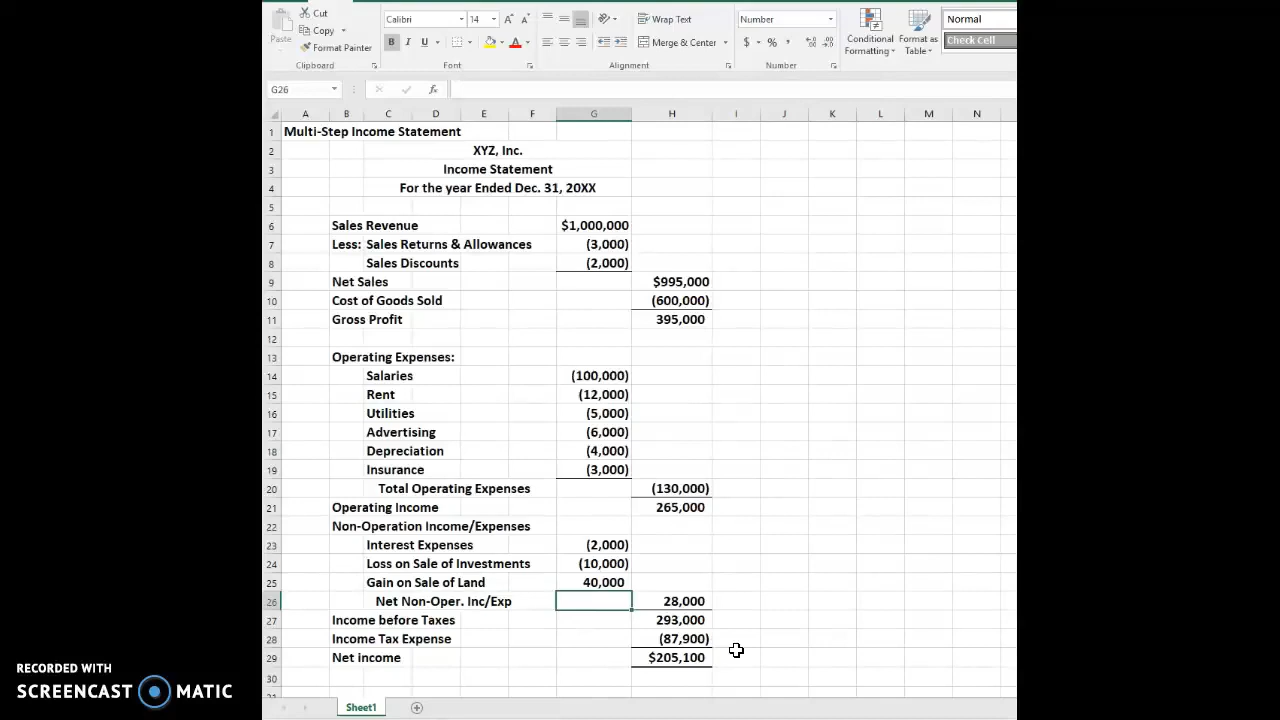 Cut
Calibri 14 A A Wrap Text Number Normal
Paste Copy Conditional Format as
Format Painter B I U A Merge & Center $ % , Formatting Table Check Cell
Clipboard Font Alignment Number
G26 fx
A B C D E F G H I J K L M N
1 Multi-Step Income Statement
2 XYZ, Inc.
3 Income Statement
4 For the year Ended Dec. 31, 20XX
5
6 Sales Revenue $1,000,000
7 Less: Sales Returns & Allowances (3,000)
8 Sales Discounts (2,000)
9 Net Sales $995,000
10 Cost of Goods Sold (600,000)
11 Gross Profit 395,000
12
13 Operating Expenses:
14 Salaries (100,000)
15 Rent (12,000)
16 Utilities (5,000)
17 Advertising (6,000)
18 Depreciation (4,000)
19 Insurance (3,000)
20 Total Operating Expenses (130,000)
21 Operating Income 265,000
22 Non-Operation Income/Expenses
23 Interest Expenses (2,000)
24 Loss on Sale of Investments (10,000)
25 Gain on Sale of Land 40,000
26 Net Non-Oper. Inc/Exp 28,000
27 Income before Taxes 293,000
28 Income Tax Expense (87,900)
29 Net income $205,100
30
Sheet1
RECORDED WITH
SCREENCAST MATIC